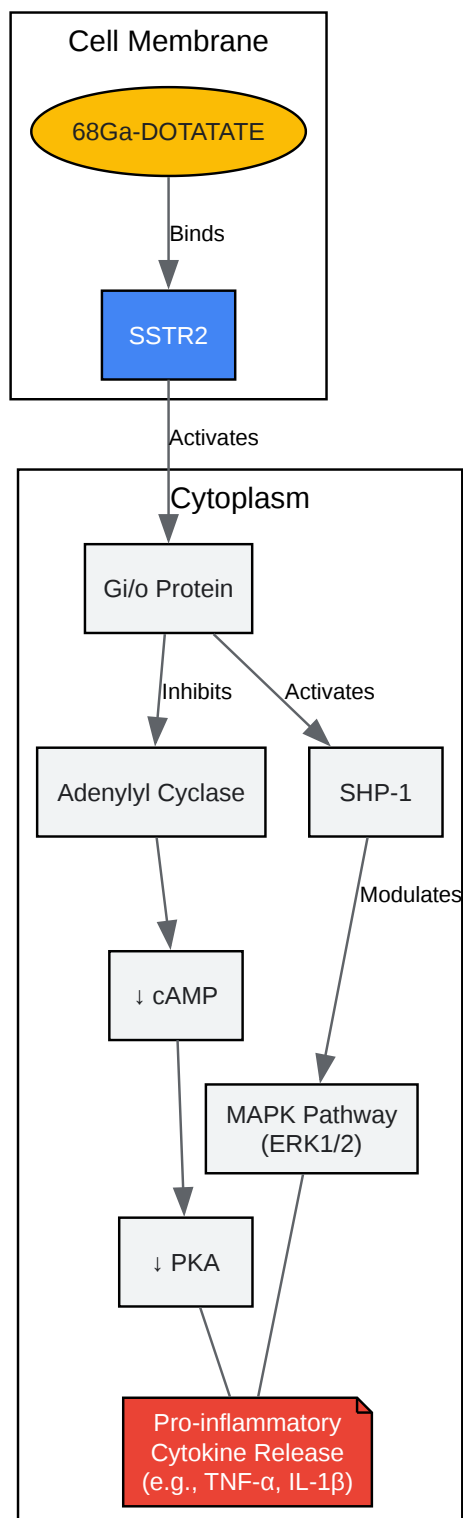 Cell Membrane
68Ga-DOTATATE
Binds
SSTR2
Activates
Cytoplasm
Gi/o Protein
Inhibits
Activates
Adenylyl Cyclase
SHP-1
Modulates
↓ cAMP
MAPK Pathway
(ERK1/2)
↓ PKA
Pro-inflammatory
Cytokine Release
(e.g., TNF-α, IL-1β)